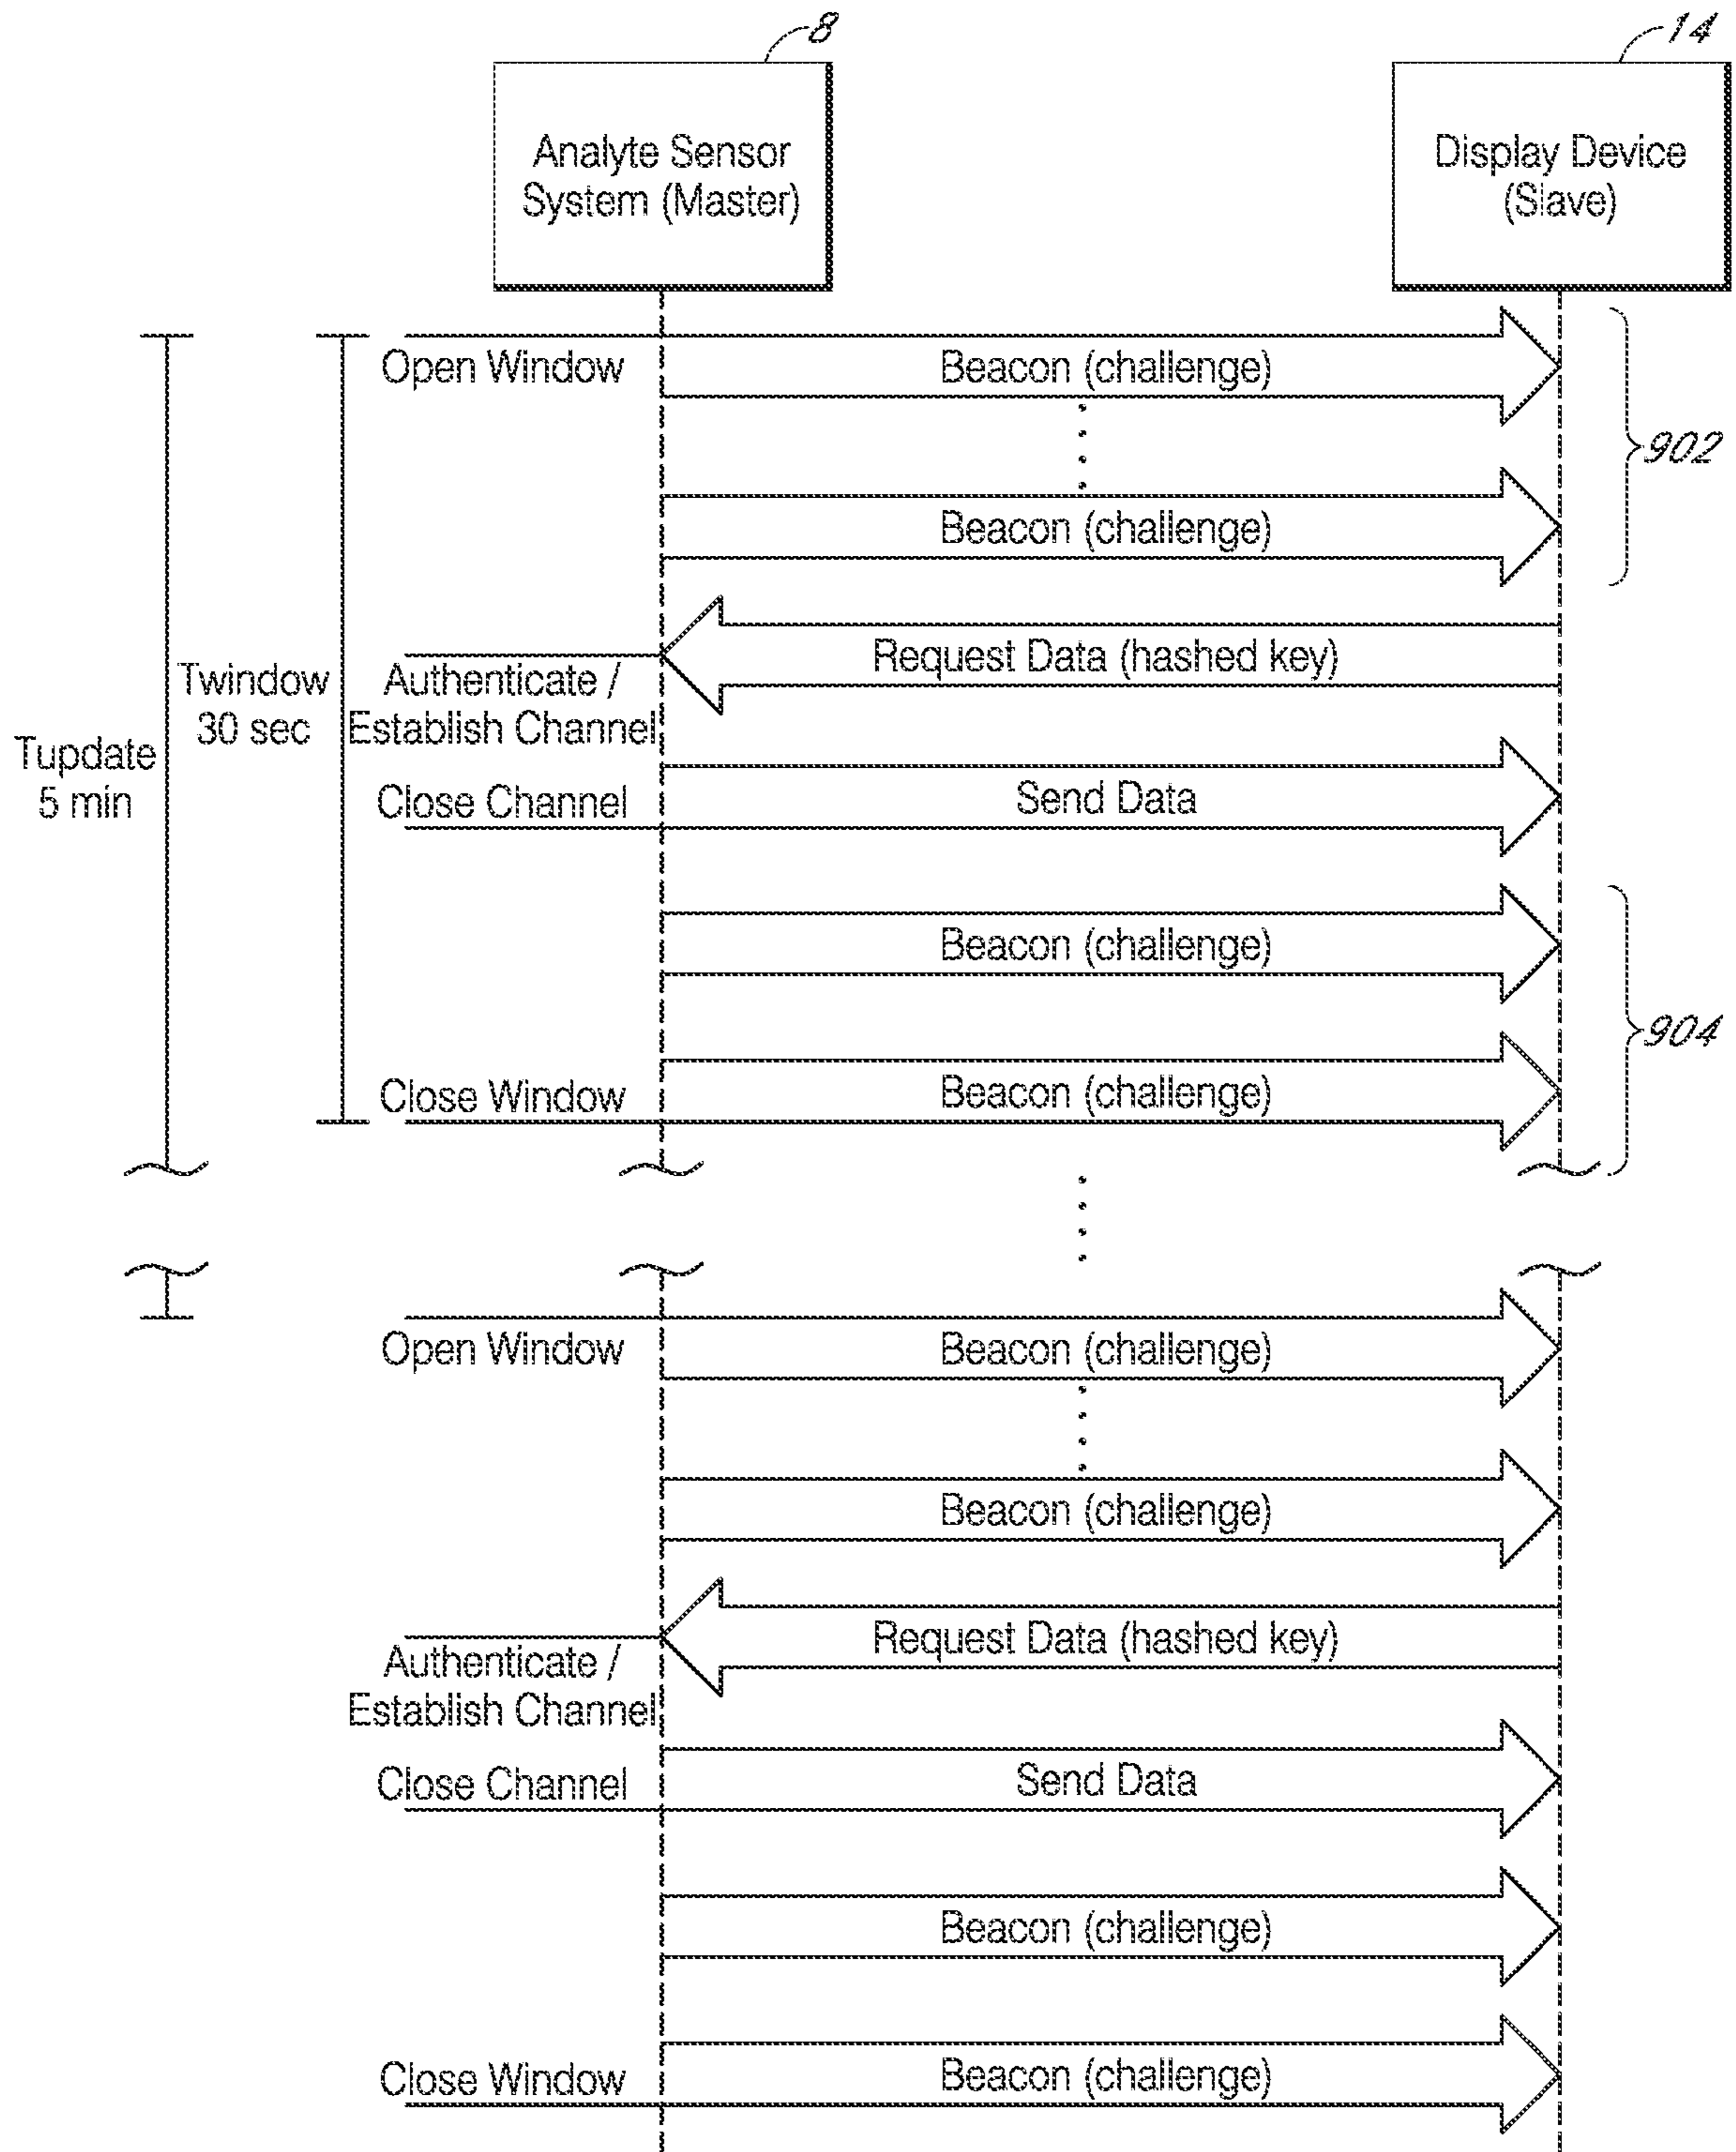 8
14
Analyte Sensor
System (Master)
Display Device
(Slave)
Open Window
Beacon (challenge)
902
Beacon (challenge)
Request Data (hashed key)
Authenticate /
Establish Channel
Twindow
30 sec
Tupdate
5 min
Close Channel
Send Data
Beacon (challenge)
904
Close Window
Beacon (challenge)
Open Window
Beacon (challenge)
Beacon (challenge)
Request Data (hashed key)
Authenticate /
Establish Channel
Close Channel
Send Data
Beacon (challenge)
Close Window
Beacon (challenge)